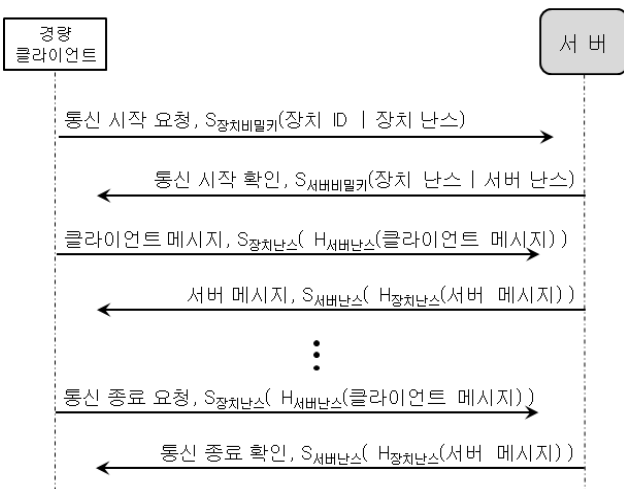 경량
클라이언트
서 버
통신 시작 요청, S장치비밀키(장치 ID | 장치 난스)
통신 시작 확인, S서버비밀키(장치 난스 | 서버 난스)
클라이언트 메시지, S장치난스( H서버난스(클라이언트 메시지))
서버 메시지, S서버난스( H장치난스(서버 메시지))
통신 종료 요청, S장치난스( H서버난스(클라이언트 메시지))
통신 종료 확인, S서버난스( H장치난스(서버 메시지))